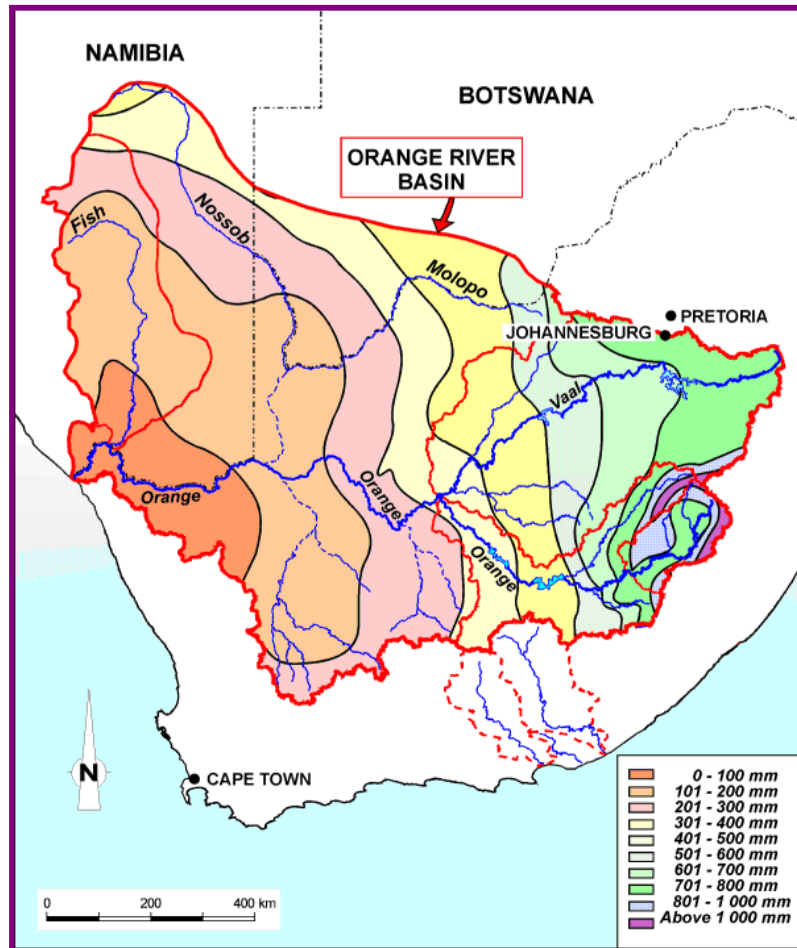 NAMIBIA
BOTSWANA
ORANGE RIVER
BASIN
Fish
Nossob
Molopo
PRETORIA
JOHANNESBURG
Vaal
Orange
Orange
Orange
N
CAPE TOWN
0 - 100 mm
101 - 200 mm
201 - 300 mm
301 - 400 mm
401 - 500 mm
501 - 600 mm
601 - 700 mm
701 - 800 mm
801 - 1 000 mm
Above 1 000 mm
0 200 400 km